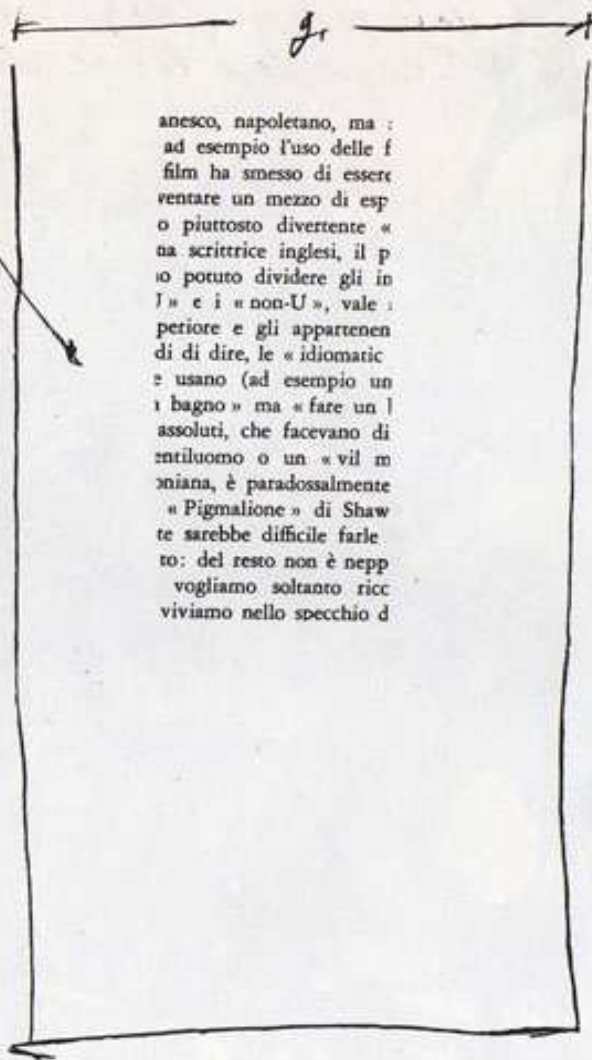 anesco, napoletano, ma
ad esempio l'uso delle f
film ha smesso di essere
ventare un mezzo di esp
o piuttosto divertente «
na scrittrice inglesi, il p
o potuto dividere gli in
» e i « non-U », vale
periore e gli appartenen
di di dire, le « idiomatic
usano (ad esempio un
bagno » ma « fare un
assoluti, che facevano di
entiluomo o un « vil m
oniana, è paradossalmente
« Pigmalione » di Shaw
te sarebbe difficile farle
to: del resto non è nepp
vogliamo soltanto ricc
viviamo nello specchio d